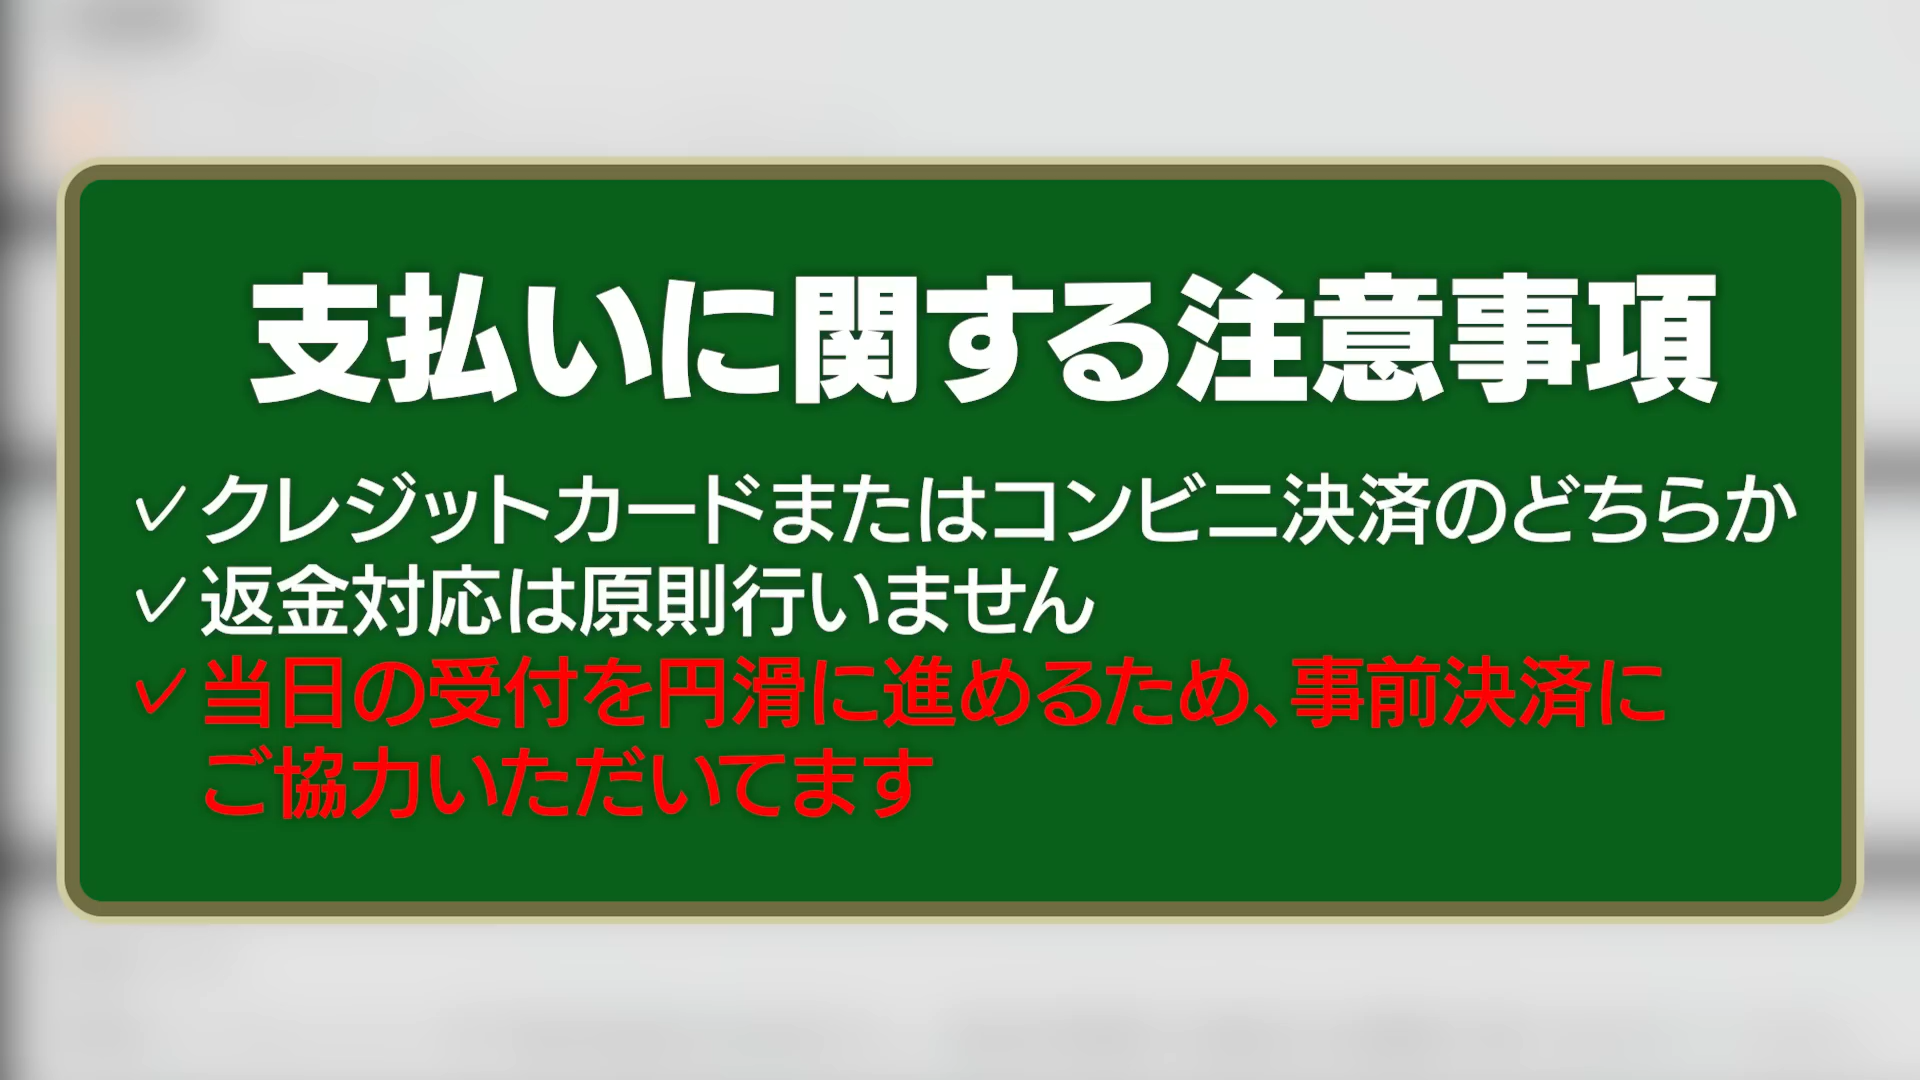 支払いに関する注意事項
✓クレジットカードまたはコンビニ決済のどちらか
✓返金対応は原則行いません
✓当日の受付を円滑に進めるため、事前決済に
ご協力いただいてます